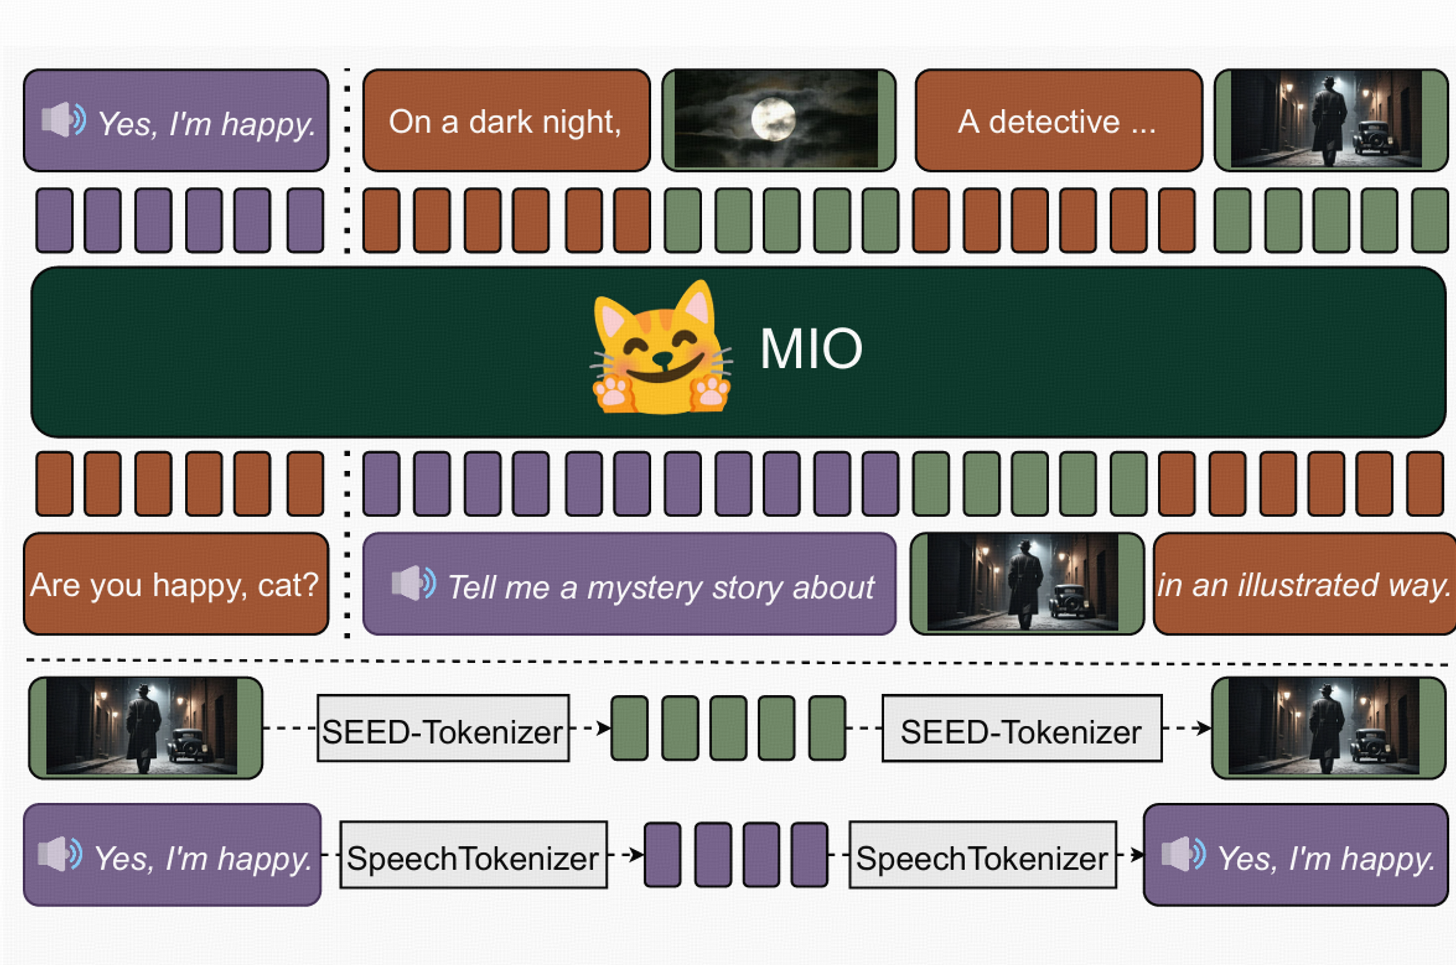 Yes, I'm happy.
On a dark night,
A detective ...
MIO
Are you happy, cat?
Tell me a mystery story about
in an illustrated way.
SEED-Tokenizer
SEED-Tokenizer
Yes, I'm happy.
SpeechTokenizer
SpeechTokenizer
Yes, I'm happy.